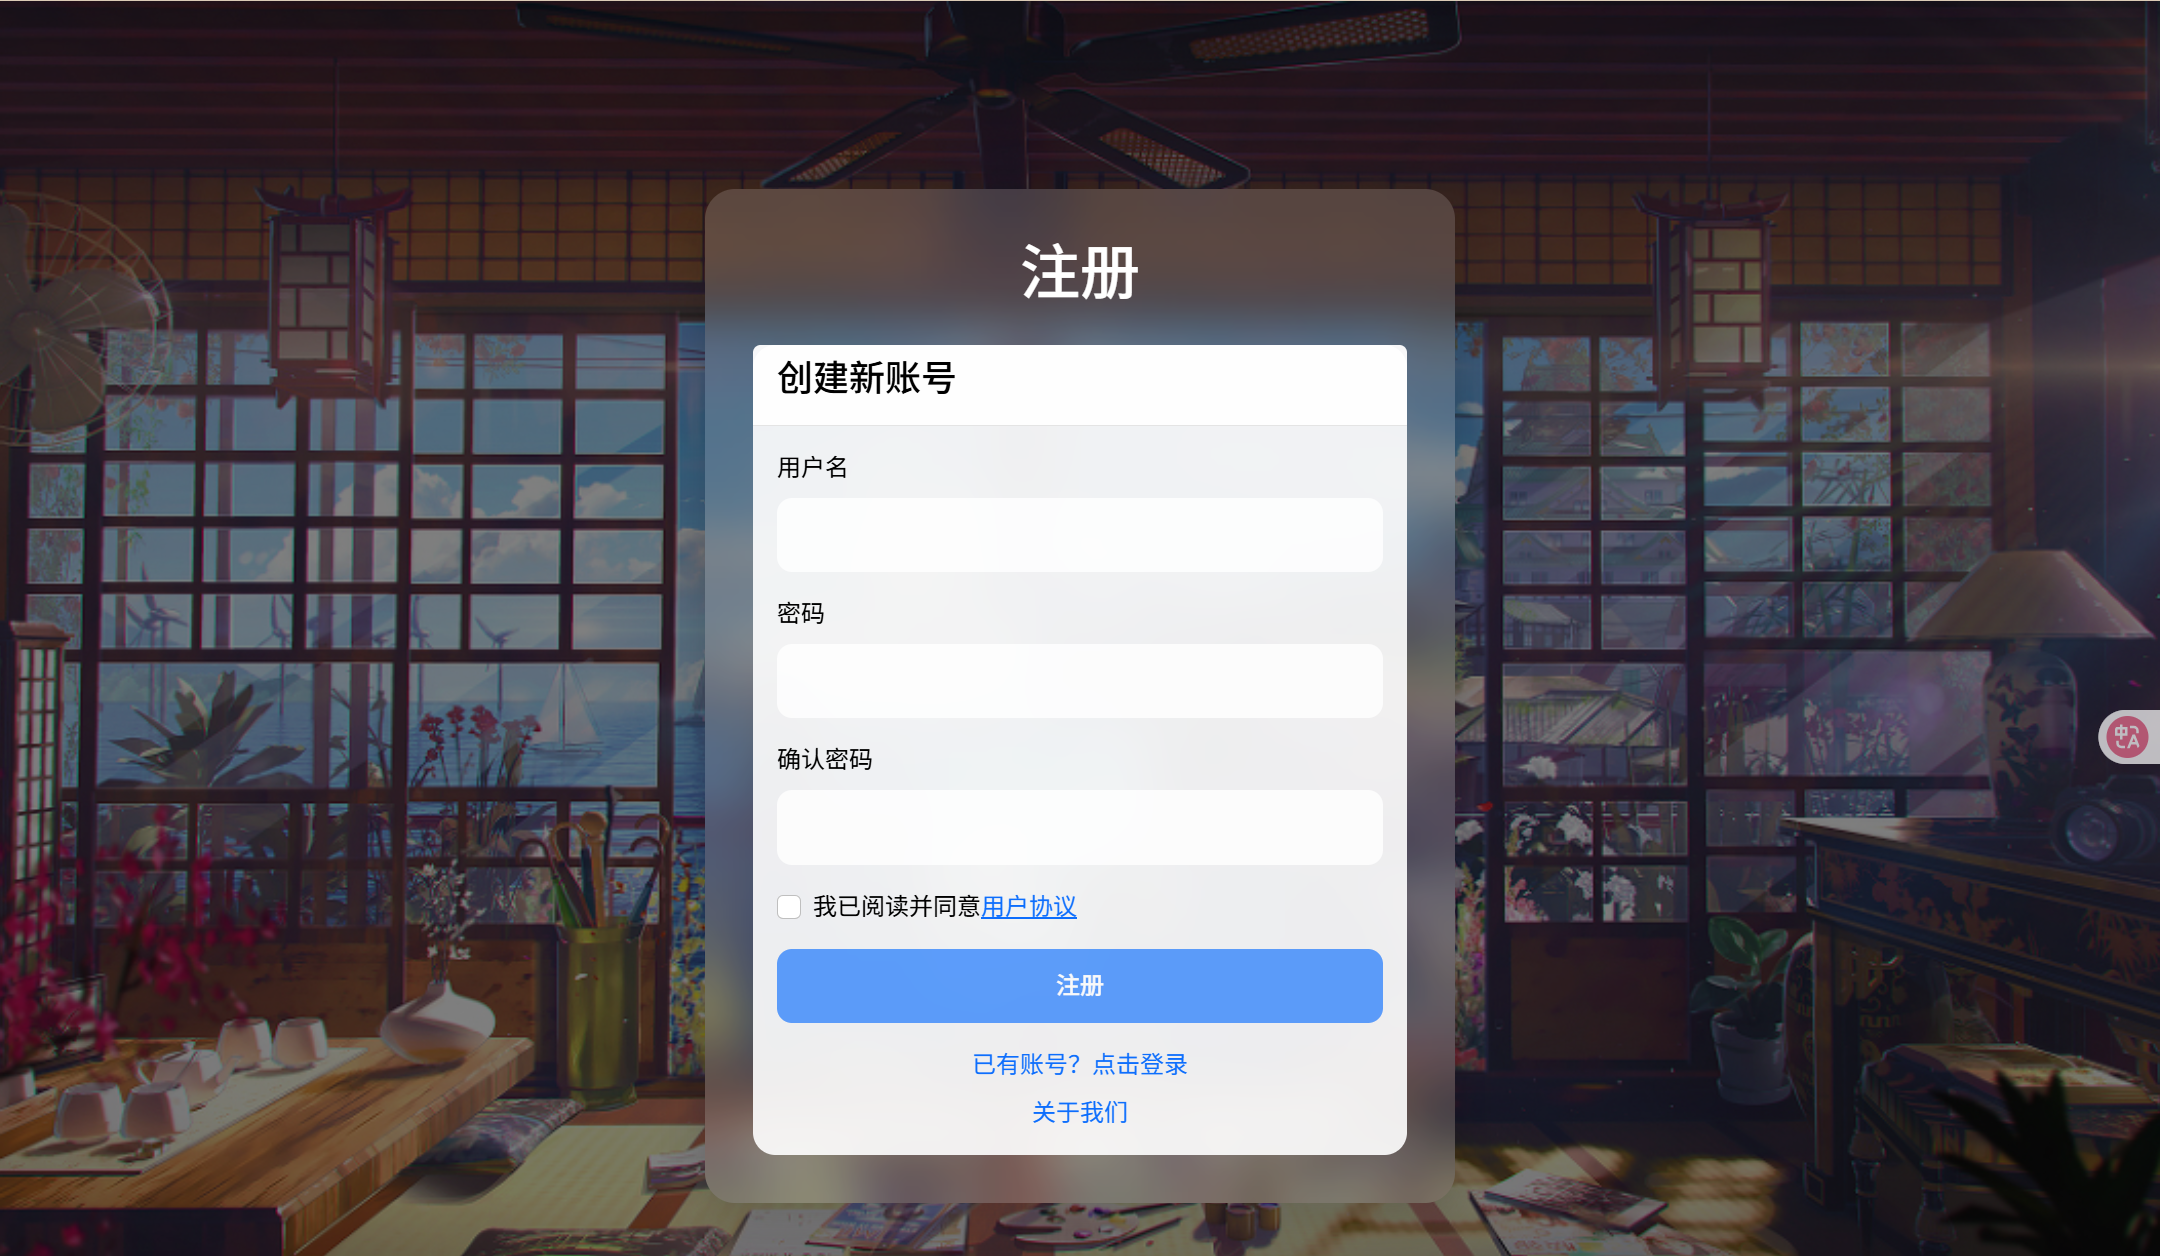 注册
创建新账号
用户名
密码
确认密码
我已阅读并同意用户协议
注册
已有账号？点击登录
关于我们